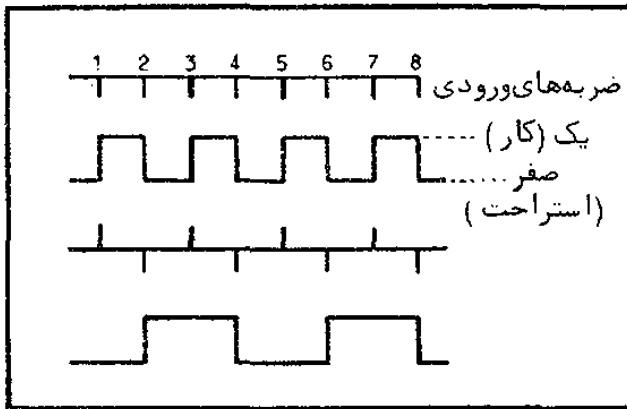 1 2 3 4 5 6 7 8
ضربه‌های‌ورودی
یک (کار)
صفر
(استراحت)